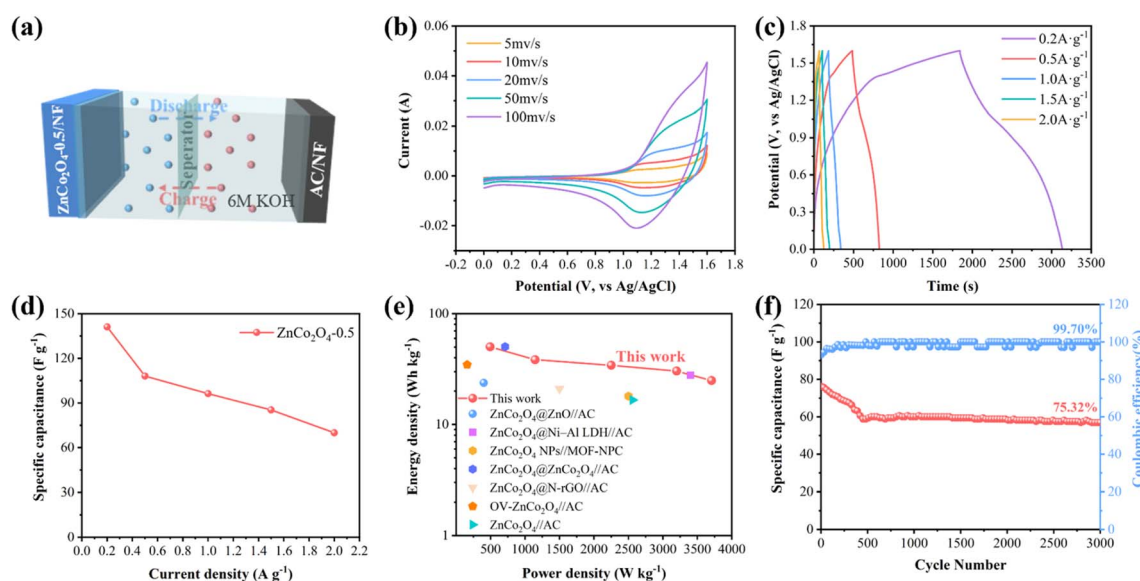 (a)
ZnCo₂O₄-0.5/NF
Discharge
Seperator
Charge
6M KOH
AC/NF
(b)
5mv/s
10mv/s
20mv/s
50mv/s
100mv/s
Current (A)
0.06
0.04
0.02
0.00
-0.02
-0.2 0.0 0.2 0.4 0.6 0.8 1.0 1.2 1.4 1.6 1.8
Potential (V, vs Ag/AgCl)
(c)
0.2A·g⁻¹
0.5A·g⁻¹
1.0A·g⁻¹
1.5A·g⁻¹
2.0A·g⁻¹
Potential (V, vs Ag/AgCl)
1.8
1.5
1.2
0.9
0.6
0.3
0.0
0 500 1000 1500 2000 2500 3000 3500
Time (s)
(d)
ZnCo₂O₄-0.5
Specific capacitance (F g⁻¹)
150
120
90
60
30
0
0.0 0.2 0.4 0.6 0.8 1.0 1.2 1.4 1.6 1.8 2.0 2.2
Current density (A g⁻¹)
(e)
Energy density (Wh kg⁻¹)
100
10
1
This work
This work
ZnCo₂O₄@ZnO//AC
ZnCo₂O₄@Ni–Al LDH//AC
ZnCo₂O₄ NPs//MOF-NPC
ZnCo₂O₄@ZnCo₂O₄//AC
ZnCo₂O₄@N-rGO//AC
OV-ZnCo₂O₄//AC
ZnCo₂O₄//AC
500 1000 1500 2000 2500 3000 3500 4000
Power density (W kg⁻¹)
(f)
Specific capacitance (F g⁻¹)
120
100
80
60
40
20
0
99.70%
75.32%
120
100
80
60
40
20
0
Coulombic efficiency(%)
0 500 1000 1500 2000 2500 3000
Cycle Number